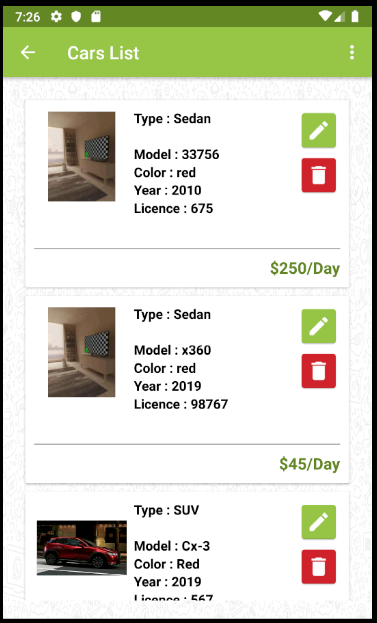 7:26
Cars List
Type : Sedan
Model : 33756
Color : red
Year : 2010
Licence : 675
$250/Day
Type : Sedan
Model : x360
Color : red
Year : 2019
Licence : 98767
$45/Day
Type : SUV
Model : Cx-3
Color : Red
Year : 2019
Licence : 567